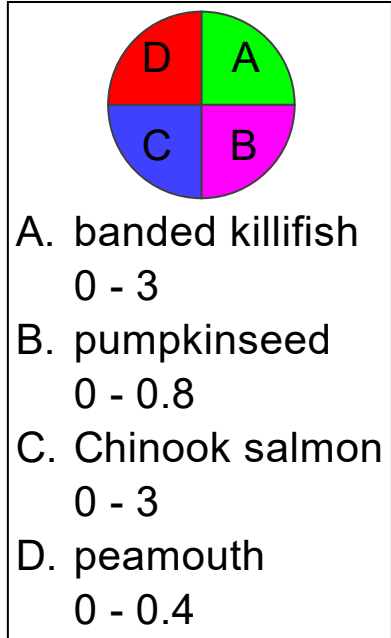 D A
C B
A. banded killifish
0 - 3
B. pumpkinseed
0 - 0.8
C. Chinook salmon
0 - 3
D. peamouth
0 - 0.4